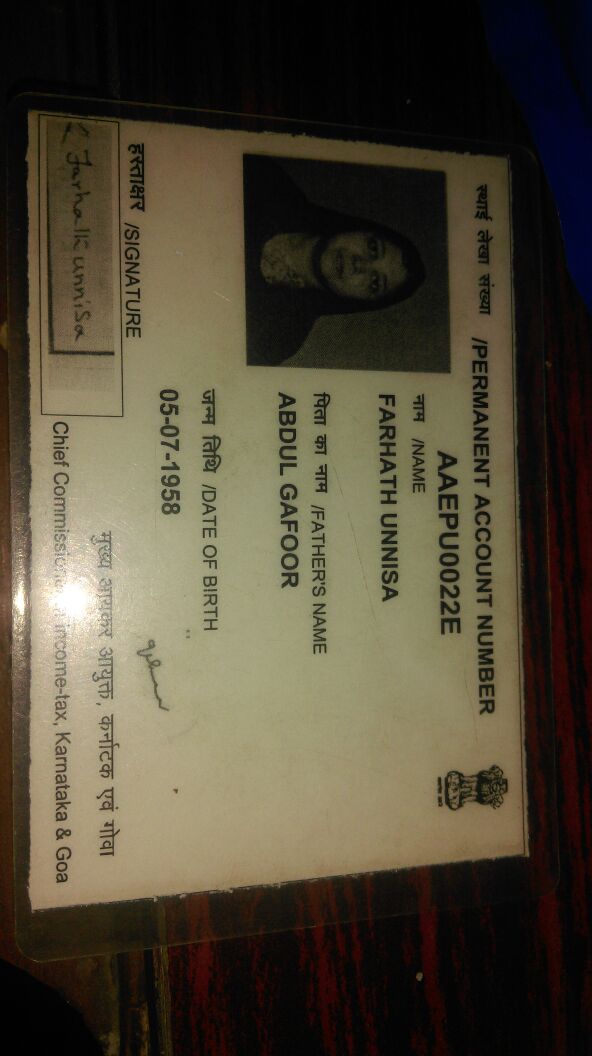 स्थाई लेखा संख्या /PERMANENT ACCOUNT NUMBER
AAEPU0022E
नाम /NAME
FARHATH UNNISA
पिता का नाम /FATHER'S NAME
ABDUL GAFOOR
जन्म तिथि /DATE OF BIRTH
05-07-1958
हस्ताक्षर /SIGNATURE
Farhath unnisa
मुख्य आयकर आयुक्त, कर्नाटक एवं गोवा
Chief Commissioner of Income-tax, Karnataka & Goa